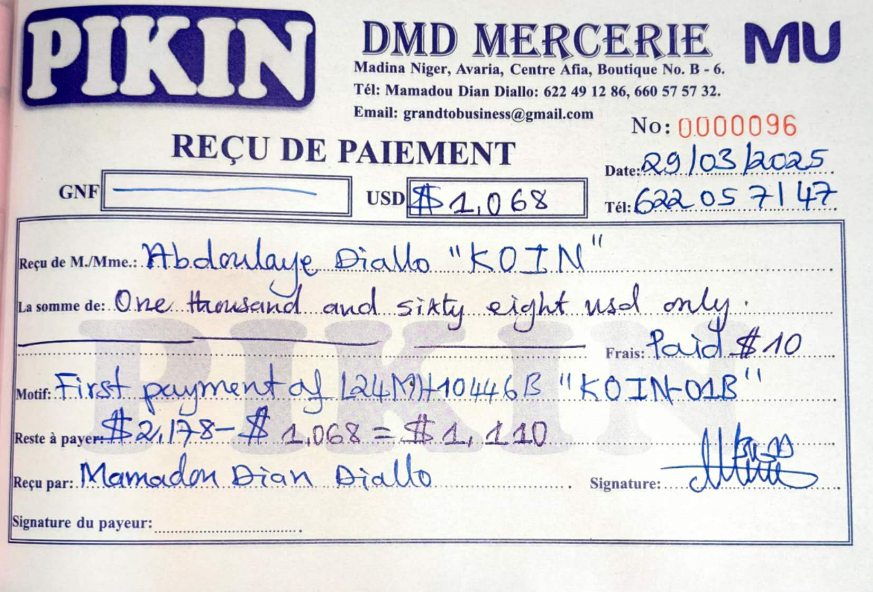 PIKIN
DMD MERCERIE MU
Madina Niger, Avaria, Centre Afia, Boutique No. B - 6.
Tél: Mamadou Dian Diallo: 622 49 12 86, 660 57 57 32.
Email: grandtobusiness@gmail.com
No: 0000096
REÇU DE PAIEMENT
Date: 29/03/2025
GNF USD $ 1,068
Tél: 622 05 71 47
Reçu de M./Mme.: Abdoulaye Diallo "KOIN"
La somme de: One thousand and sixty eight usd only.
Frais: Paid $10
Motif: First payment of L24MH10446B "KOIN-01B"
Reste à payer: $2,178-$ 1,068 = $1,110
Reçu par: Mamadou Dian Diallo Signature:
Signature du payeur:
PIKIN